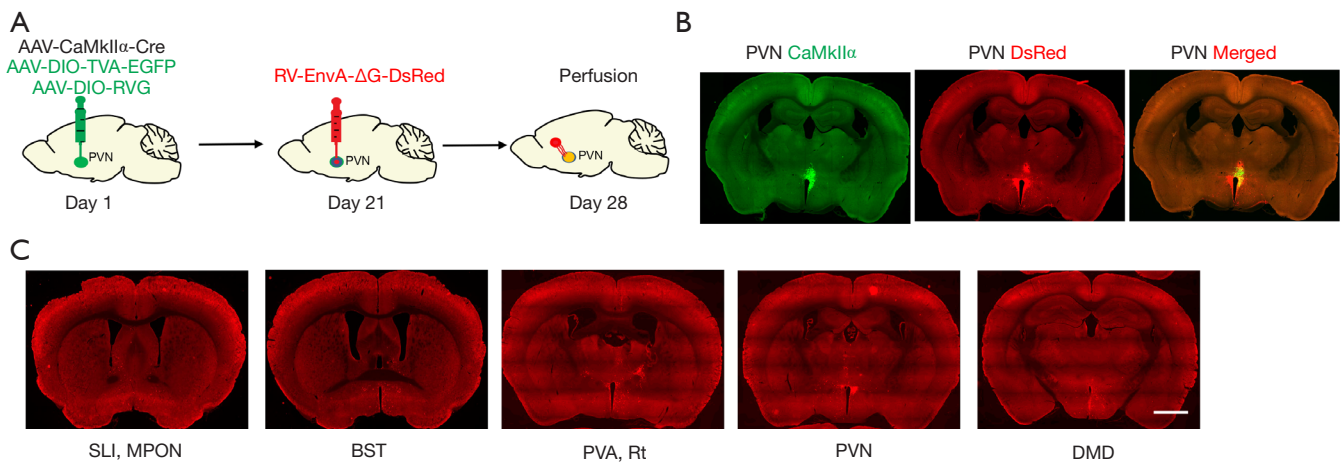 A
AAV-CaMkIIα-Cre
AAV-DIO-TVA-EGFP
AAV-DIO-RVG
RV-EnvA-ΔG-DsRed
Perfusion
PVN
PVN
PVN
Day 1
Day 21
Day 28
B
PVN CaMkIIα
PVN DsRed
PVN Merged
C
SLI, MPON
BST
PVA, Rt
PVN
DMD